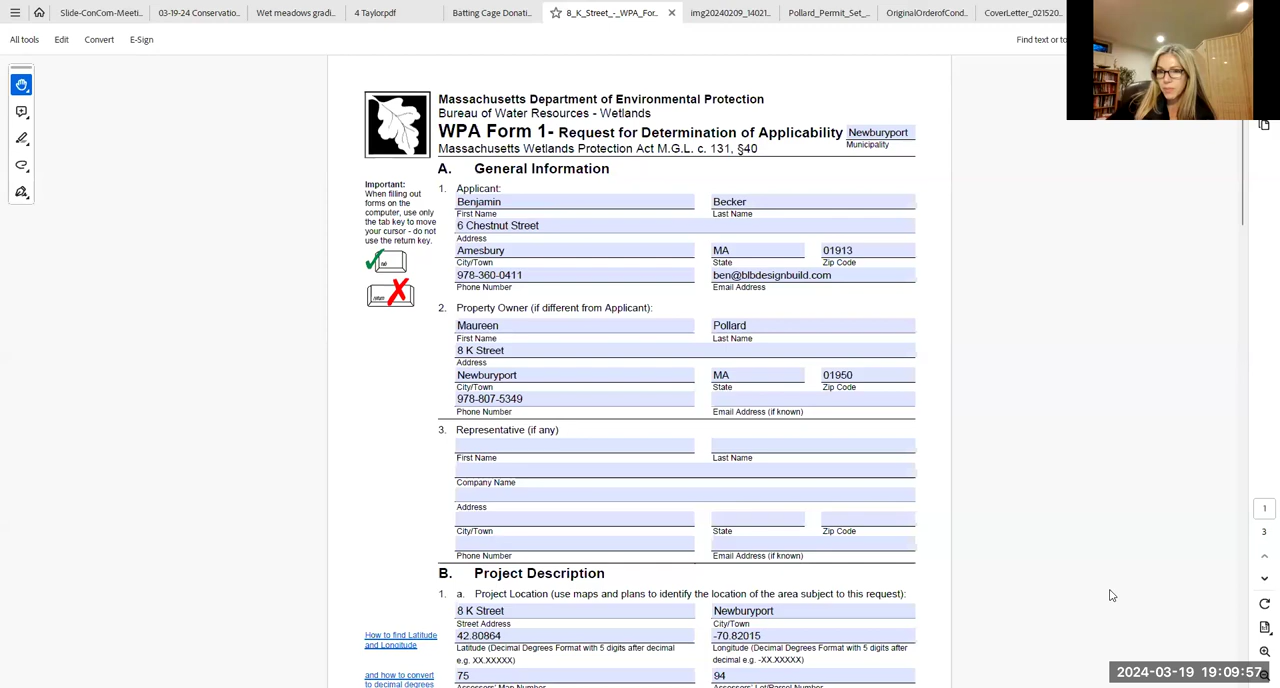 Slide-ConCom-Meeti...
03-19-24 Conservatio...
Wet meadows gradi...
4 Taylor.pdf
Batting Cage Donati...
8_K_Street_-_WPA_For...
img20240209_14021...
Pollard_Permit_Set_...
OriginalOrderofCond...
CoverLetter_021520...
All tools
Edit
Convert
E-Sign
Find text or to
Massachusetts Department of Environmental Protection
Bureau of Water Resources - Wetlands
WPA Form 1- Request for Determination of Applicability
Newburyport
Municipality
Massachusetts Wetlands Protection Act M.G.L. c. 131, §40
A. General Information
Important:
When filling out
forms on the
computer, use only
the tab key to move
your cursor - do not
use the return key.
1. Applicant:
Benjamin Becker
First Name Last Name
6 Chestnut Street
Address
Amesbury MA 01913
City/Town State Zip Code
978-360-0411 ben@blbdesignbuild.com
Phone Number Email Address
2. Property Owner (if different from Applicant):
Maureen Pollard
First Name Last Name
8 K Street
Address
Newburyport MA 01950
City/Town State Zip Code
978-807-5349
Phone Number Email Address (if known)
3. Representative (if any)
First Name Last Name
Company Name
Address
City/Town State Zip Code
Phone Number Email Address (if known)
B. Project Description
1. a. Project Location (use maps and plans to identify the location of the area subject to this request):
8 K Street Newburyport
Street Address City/Town
How to find Latitude
and Longitude
42.80864 -70.82015
Latitude (Decimal Degrees Format with 5 digits after decimal
e.g. XX.XXXXX)
Longitude (Decimal Degrees Format with 5 digits after
decimal e.g. -XX.XXXXX)
and how to convert
to decimal degrees
75 94
Assessors' Map Number Assessors' Lot/Parcel Number
1
3
2024-03-19 19:09:57